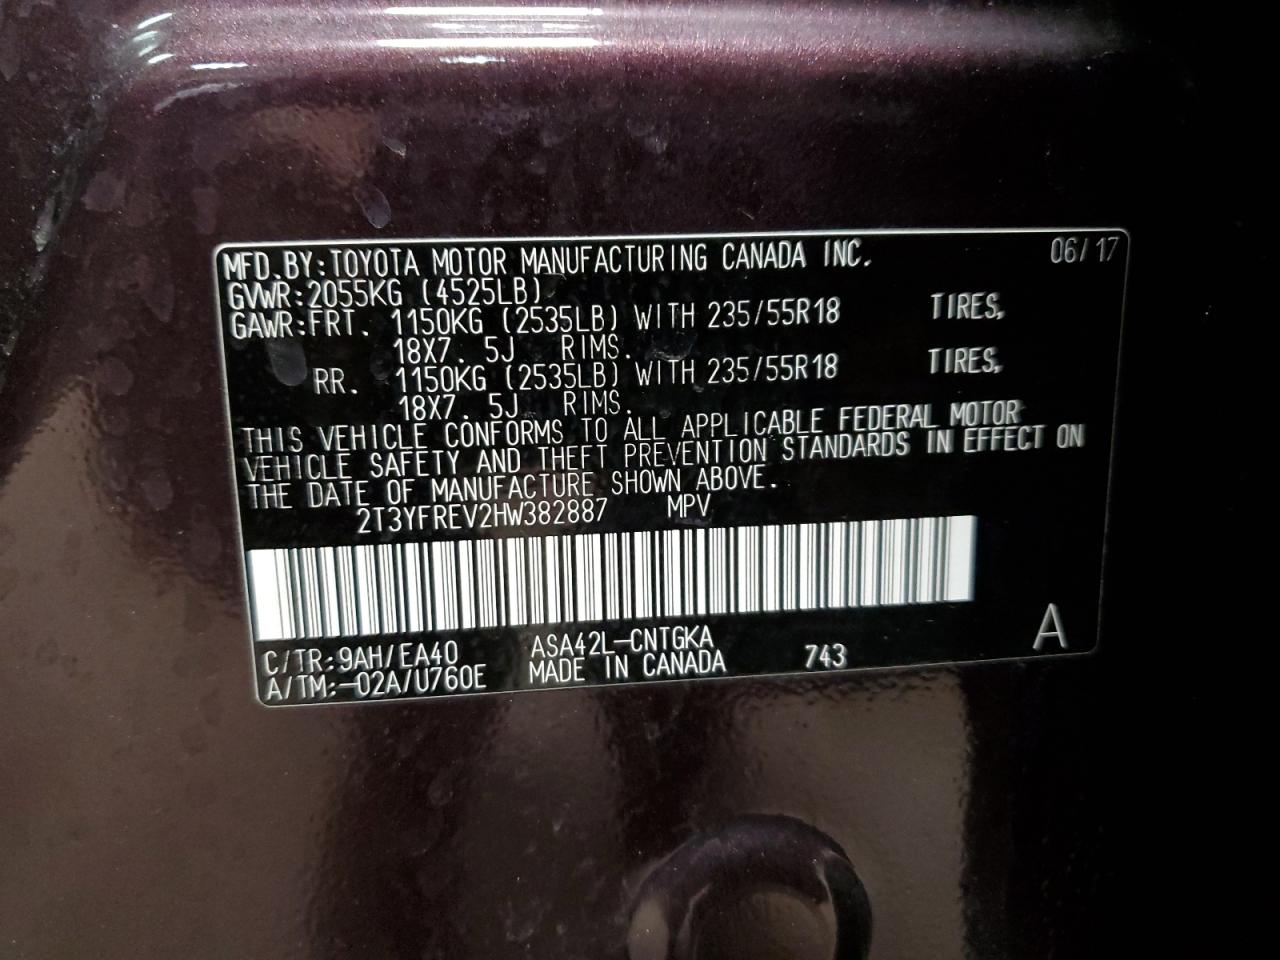 MFD.BY:TOYOTA MOTOR MANUFACTURING CANADA INC. 06/17
GVWR:2055KG (4525LB)
GAWR:FRT. 1150KG (2535LB) WITH 235/55R18 TIRES,
18X7. 5J RIMS.
RR. 1150KG (2535LB) WITH 235/55R18 TIRES,
18X7. 5J RIMS.
THIS VEHICLE CONFORMS TO ALL APPLICABLE FEDERAL MOTOR
VEHICLE SAFETY AND THEFT PREVENTION STANDARDS IN EFFECT ON
THE DATE OF MANUFACTURE SHOWN ABOVE.
2T3YFREV2HW382887 MPV
C/TR:9AH/EA40 ASA42L-CNTGKA
A/TM:-02A/U760E MADE IN CANADA 743 A